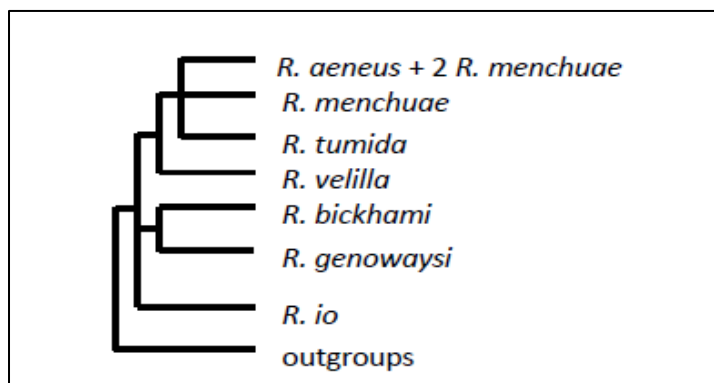 R. aeneus + 2 R. menchuae
R. menchuae
R. tumida
R. velilla
R. bickhami
R. genowaysi
R. io
outgroups